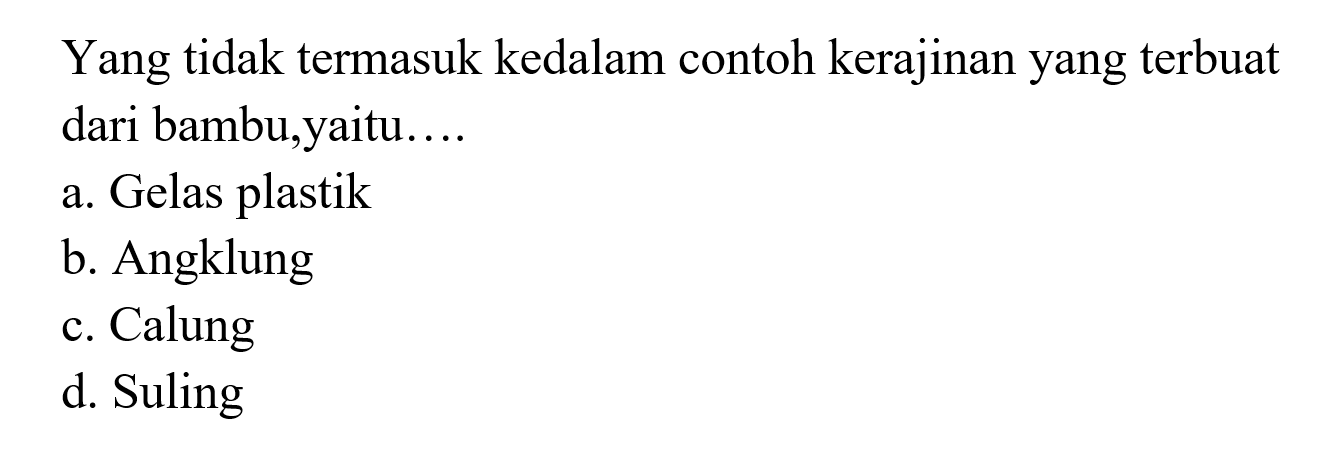 Yang tidak termasuk kedalam contoh kerajinan yang terbuat
dari bambu,yaitu….
a. Gelas plastik
b. Angklung
c. Calung
d. Suling